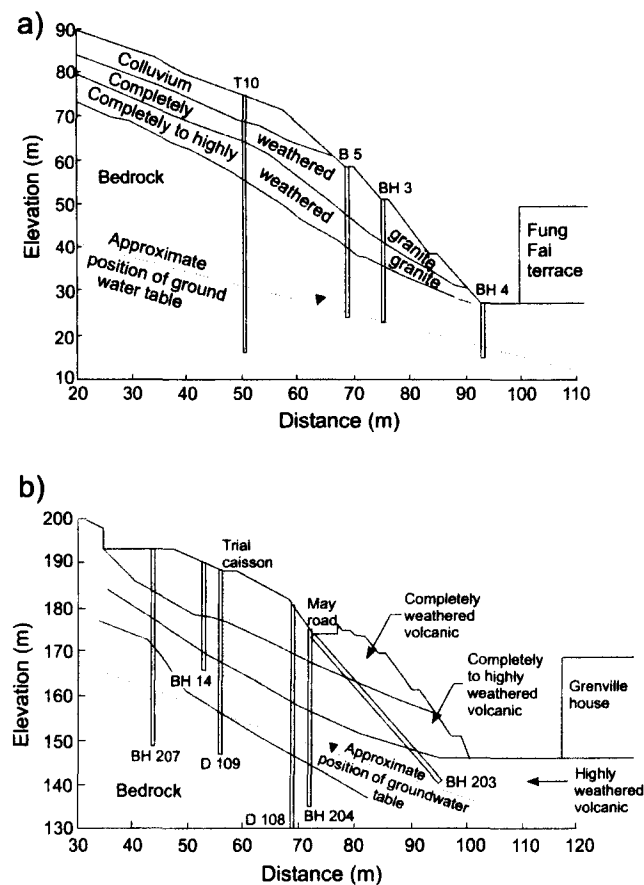 a)
90
80
70
60
50
40
30
20
10
Elevation (m)
Colluvium
Completely
weathered
granite
Completely to highly
weathered
granite
Bedrock
Approximate
position of ground
water table
T10
B 5
BH 3
BH 4
Fung
Fai
terrace
20 30 40 50 60 70 80 90 100 110
Distance (m)
b)
200
190
180
170
160
150
140
130
Elevation (m)
Trial
caisson
May
road
Completely
weathered
volcanic
Completely
to highly
weathered
volcanic
Grenville
house
BH 14
BH 207
D 109
D 108
BH 204
BH 203
Approximate
position of groundwater
table
Highly
weathered
volcanic
Bedrock
30 40 50 60 70 80 90 100 110 120
Distance (m)